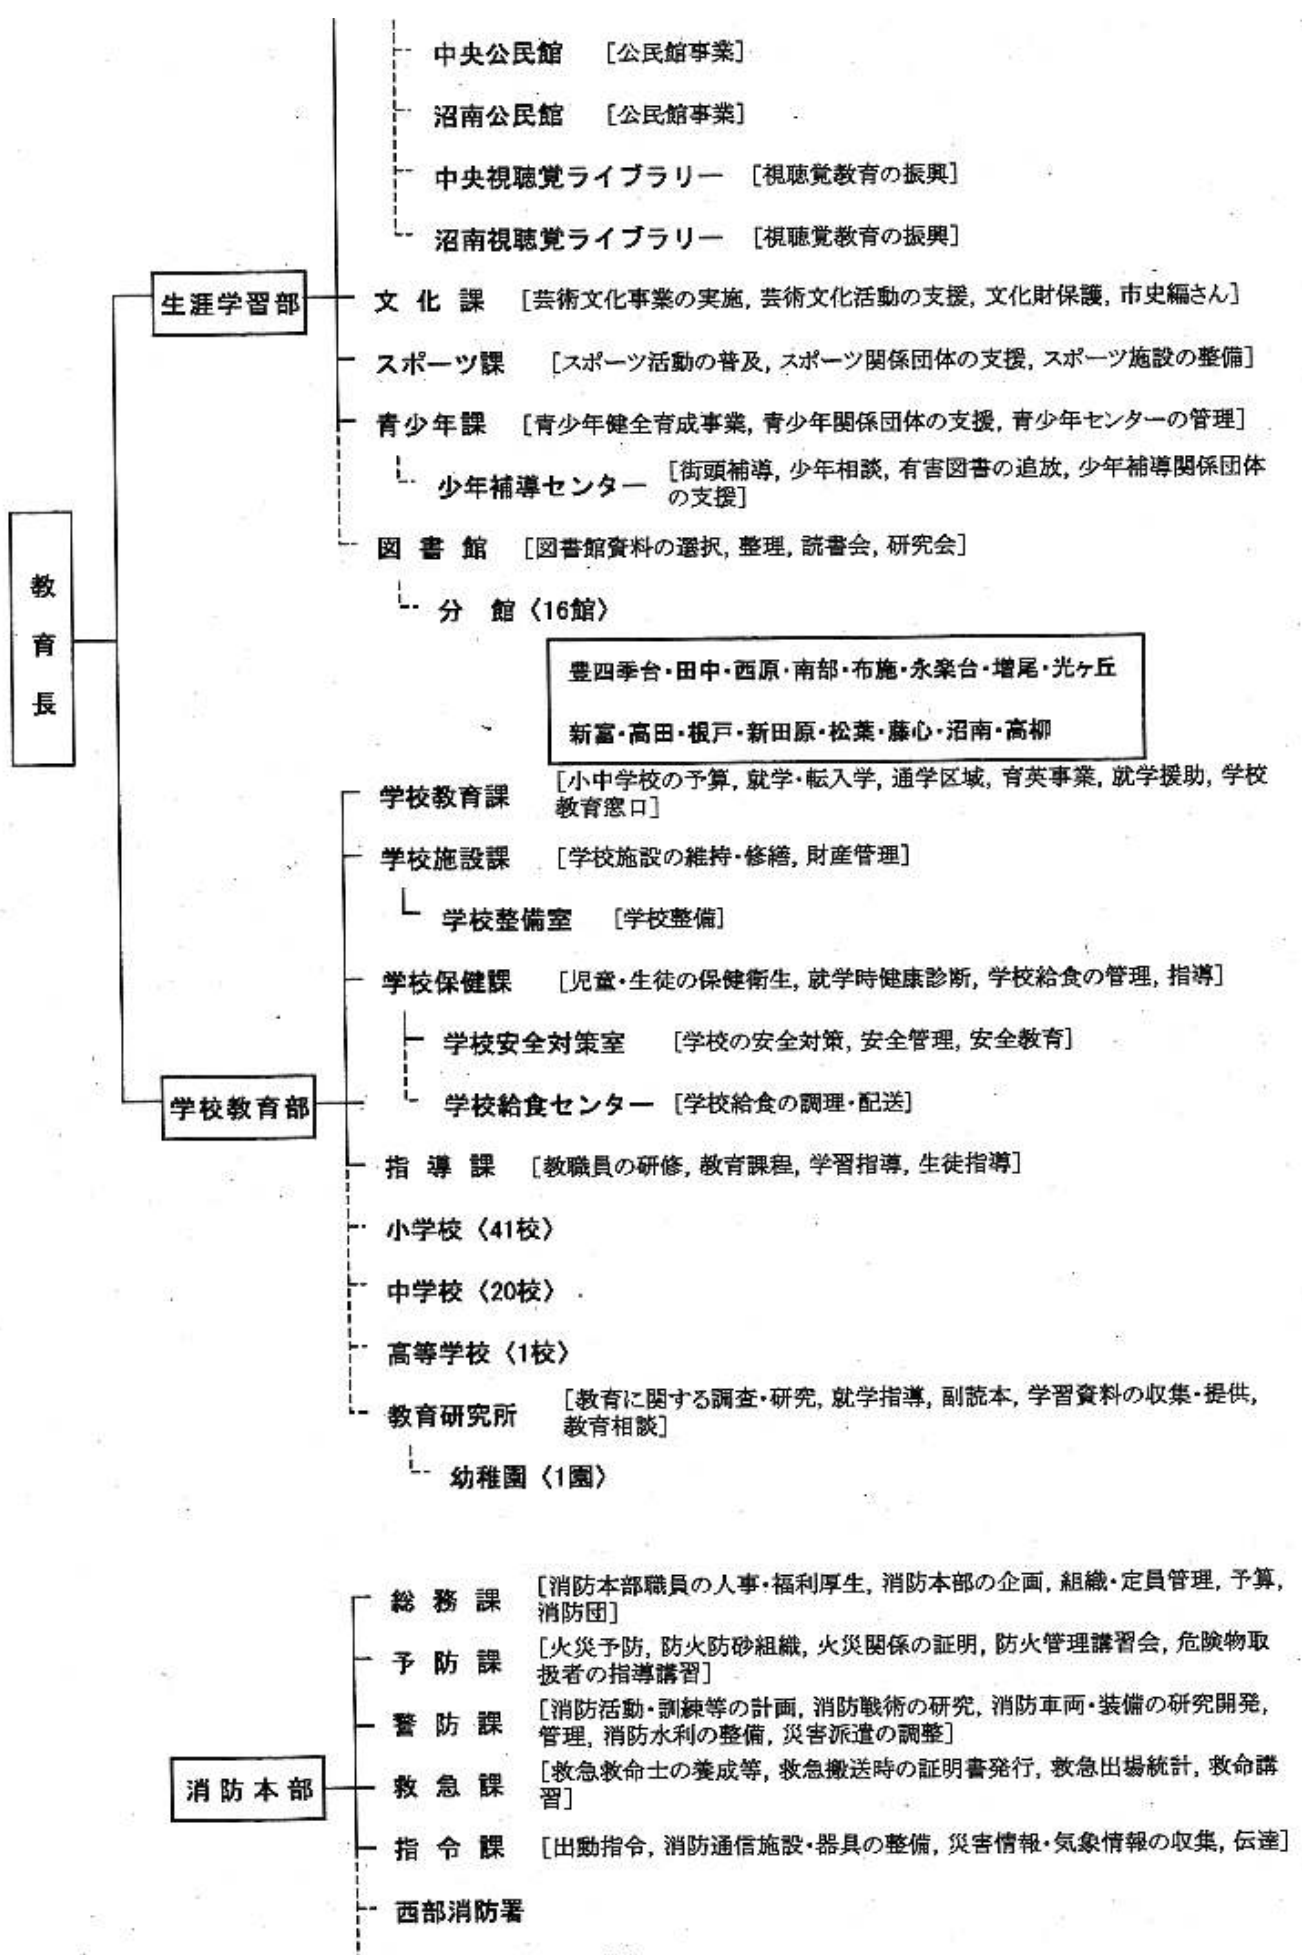 中央公民館 [公民館事業]
沼南公民館 [公民館事業]
中央視聴覚ライブラリー [視聴覚教育の振興]
沼南視聴覚ライブラリー [視聴覚教育の振興]
生涯学習部
文化課 [芸術文化事業の実施, 芸術文化活動の支援, 文化財保護, 市史編さん]
スポーツ課 [スポーツ活動の普及, スポーツ関係団体の支援, スポーツ施設の整備]
青少年課 [青少年健全育成事業, 青少年関係団体の支援, 青少年センターの管理]
少年補導センター [街頭補導, 少年相談, 有害図書の追放, 少年補導関係団体
の支援]
図書館 [図書館資料の選択, 整理, 読書会, 研究会]
教育長
分館〈16館〉
豊四季台・田中・西原・南部・布施・永楽台・増尾・光ヶ丘
新富・高田・根戸・新田原・松葉・藤心・沼南・高柳
学校教育課 [小中学校の予算, 就学・転入学, 通学区域, 育英事業, 就学援助, 学校
教育窓口]
学校施設課 [学校施設の維持・修繕, 財産管理]
学校整備室 [学校整備]
学校保健課 [児童・生徒の保健衛生, 就学時健康診断, 学校給食の管理, 指導]
学校安全対策室 [学校の安全対策, 安全管理, 安全教育]
学校教育部
学校給食センター [学校給食の調理・配送]
指導課 [教職員の研修, 教育課程, 学習指導, 生徒指導]
小学校〈41校〉
中学校〈20校〉
高等学校〈1校〉
教育研究所 [教育に関する調査・研究, 就学指導, 副読本, 学習資料の収集・提供,
教育相談]
幼稚園〈1園〉
総務課 [消防本部職員の人事・福利厚生, 消防本部の企画, 組織・定員管理, 予算,
消防団]
予防課 [火災予防, 防火防砂組織, 火災関係の証明, 防火管理講習会, 危険物取
扱者の指導講習]
警防課 [消防活動・訓練等の計画, 消防戦術の研究, 消防車両・装備の研究開発,
管理, 消防水利の整備, 災害派遣の調整]
消防本部
救急課 [救急救命士の養成等, 救急搬送時の証明書発行, 救急出場統計, 救命講
習]
指令課 [出動指令, 消防通信施設・器具の整備, 災害情報・気象情報の収集, 伝達]
西部消防署